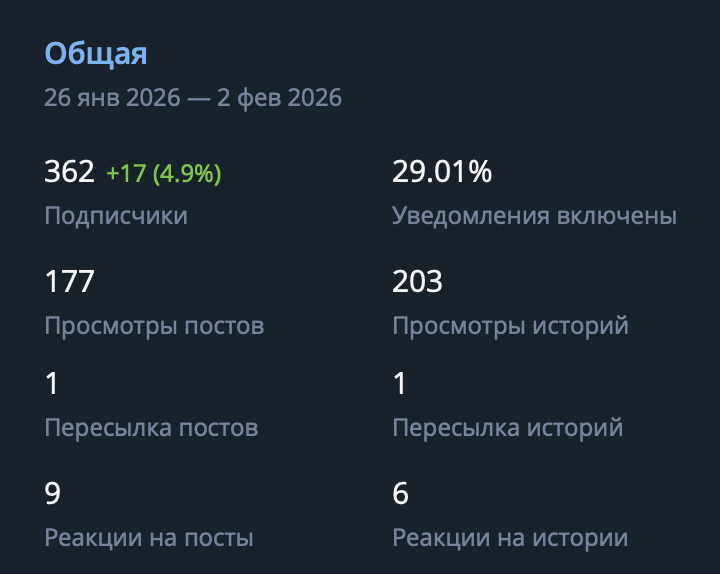 Общая
26 янв 2026 — 2 фев 2026
362 +17 (4.9%)
Подписчики
29.01%
Уведомления включены
177
Просмотры постов
203
Просмотры историй
1
Пересылка постов
1
Пересылка историй
9
Реакции на посты
6
Реакции на истории